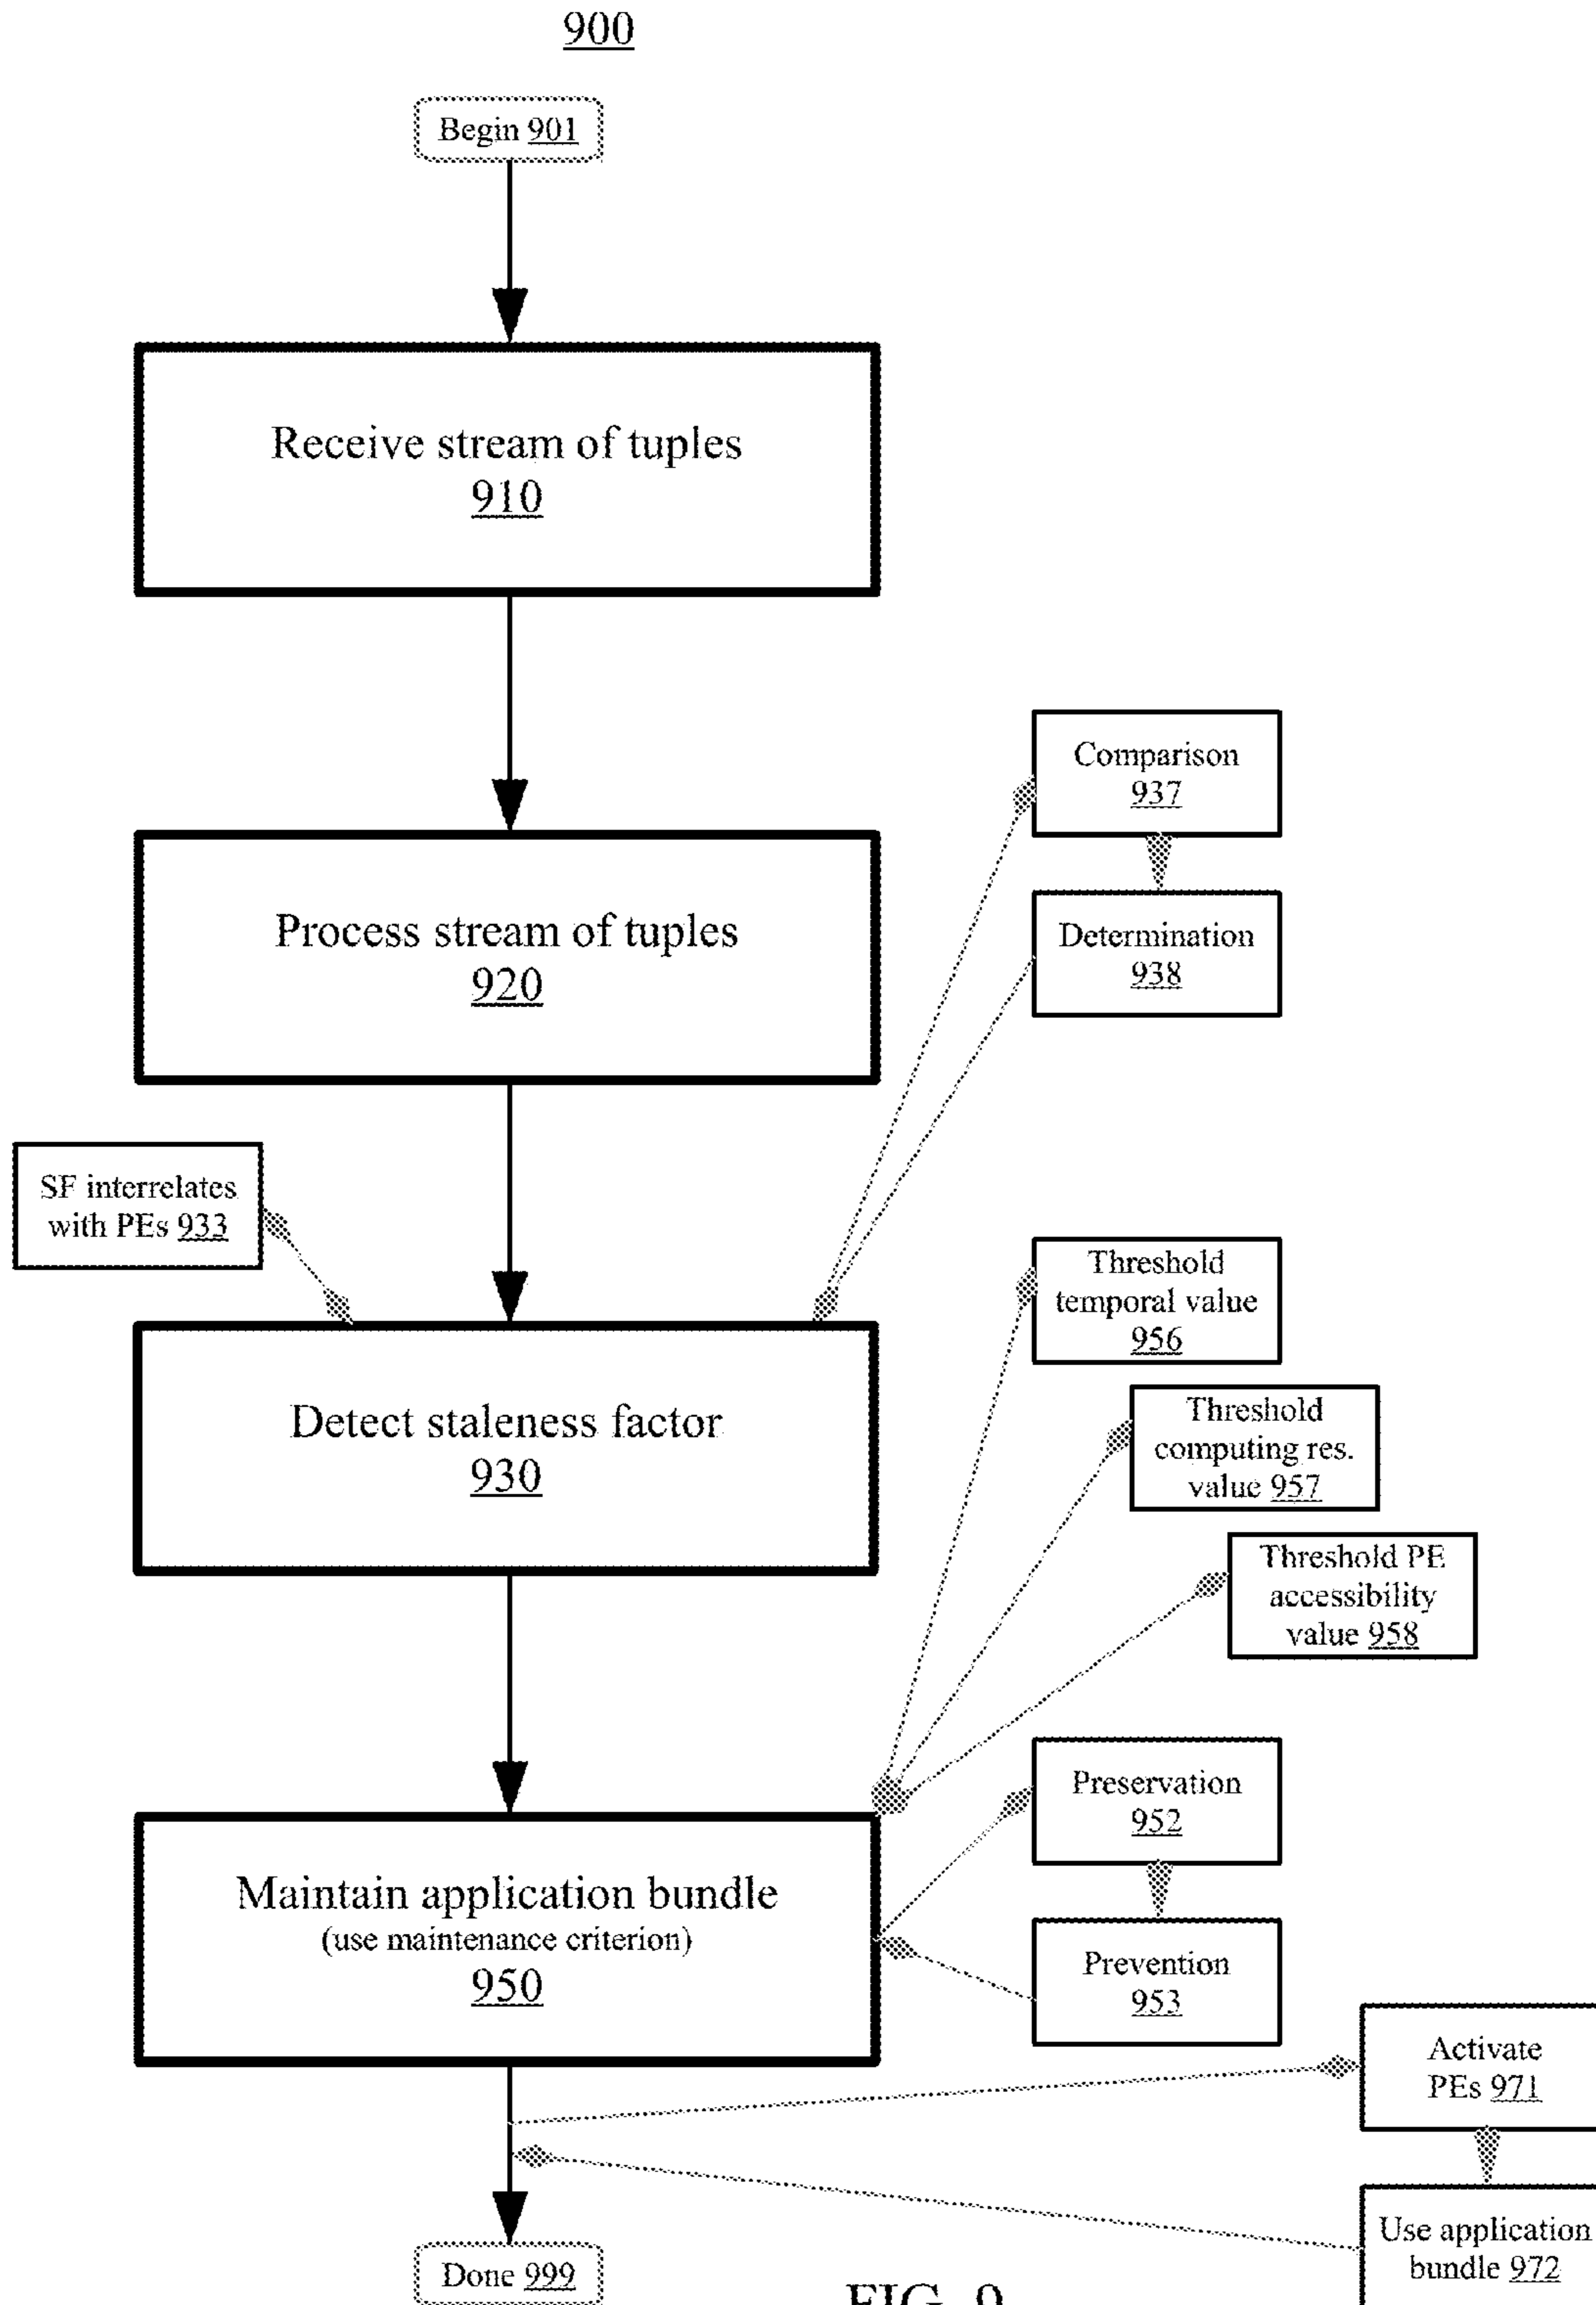 900
Begin 901
Receive stream of tuples
910
Comparison
937
Process stream of tuples
920
Determination
938
SF interrelates
with PEs 933
Threshold
temporal value
956
Detect staleness factor
930
Threshold
computing res.
value 957
Threshold PE
accessibility
value 958
Preservation
952
Maintain application bundle
(use maintenance criterion)
950
Prevention
953
Activate
PEs 971
Use application
bundle 972
Done 999
FIG. 9